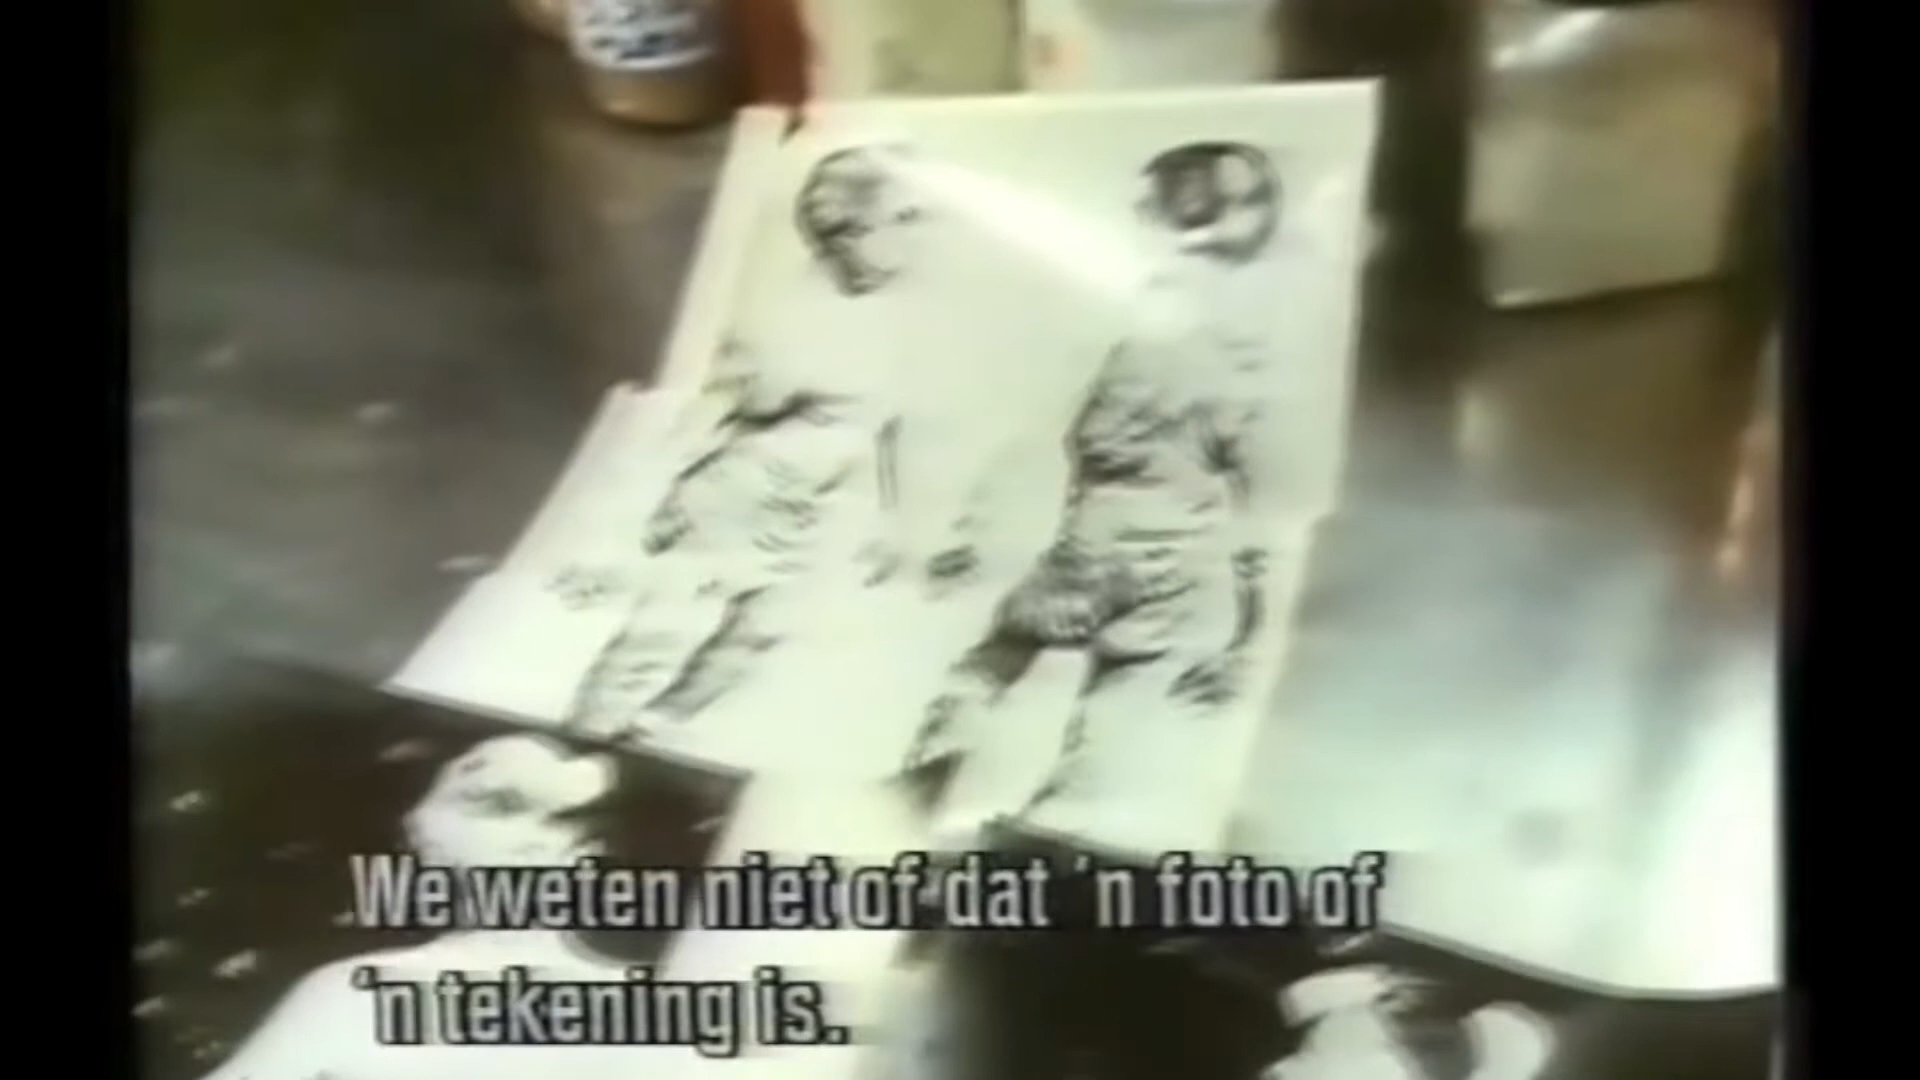 We weten niet of dat 'n foto of
'n tekening is.